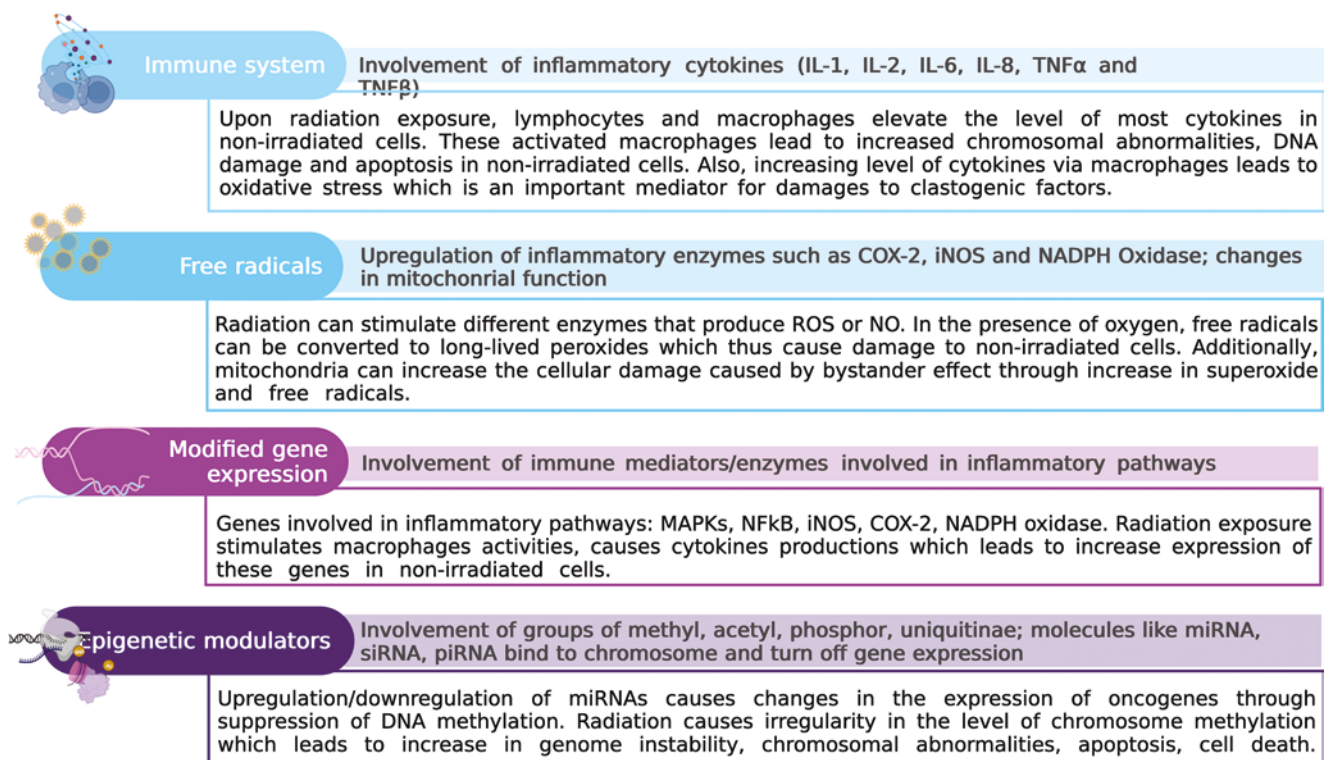 Immune system
Involvement of inflammatory cytokines (IL-1, IL-2, IL-6, IL-8, TNFα and
TNFβ)
Upon radiation exposure, lymphocytes and macrophages elevate the level of most cytokines in
non-irradiated cells. These activated macrophages lead to increased chromosomal abnormalities, DNA
damage and apoptosis in non-irradiated cells. Also, increasing level of cytokines via macrophages leads to
oxidative stress which is an important mediator for damages to clastogenic factors.
Free radicals
Upregulation of inflammatory enzymes such as COX-2, iNOS and NADPH Oxidase; changes
in mitochonrial function
Radiation can stimulate different enzymes that produce ROS or NO. In the presence of oxygen, free radicals
can be converted to long-lived peroxides which thus cause damage to non-irradiated cells. Additionally,
mitochondria can increase the cellular damage caused by bystander effect through increase in superoxide
and free radicals.
Modified gene
expression
Involvement of immune mediators/enzymes involved in inflammatory pathways
Genes involved in inflammatory pathways: MAPKs, NFkB, iNOS, COX-2, NADPH oxidase. Radiation exposure
stimulates macrophages activities, causes cytokines productions which leads to increase expression of
these genes in non-irradiated cells.
Epigenetic modulators
Involvement of groups of methyl, acetyl, phosphor, uniquitinae; molecules like miRNA,
siRNA, piRNA bind to chromosome and turn off gene expression
Upregulation/downregulation of miRNAs causes changes in the expression of oncogenes through
suppression of DNA methylation. Radiation causes irregularity in the level of chromosome methylation
which leads to increase in genome instability, chromosomal abnormalities, apoptosis, cell death.